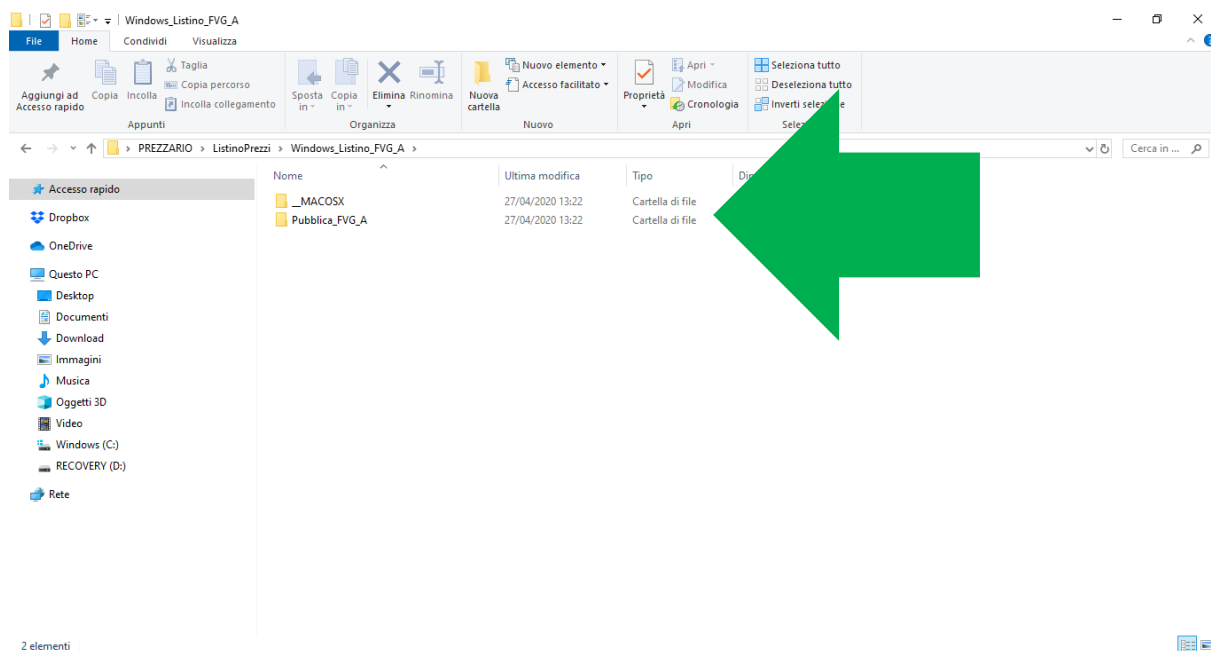 Windows_Listino_FVG_A
File Home Condividi Visualizza
Aggiungi ad Accesso rapido
Copia
Incolla
Taglia
Copia percorso
Incolla collegamento
Appunti
Sposta in
Copia in
Elimina
Rinomina
Organizza
Nuova cartella
Nuovo elemento
Accesso facilitato
Nuovo
Proprietà
Apri
Modifica
Cronologia
Apri
Seleziona tutto
Deseleziona tutto
Inverti
PREZZARIO > ListinoPrezzi > Windows_Listino_FVG_A >
Cerca in ...
Nome Ultima modifica Tipo
__MACOSX 27/04/2020 13:22 Cartella di file
Pubblica_FVG_A 27/04/2020 13:22 Cartella di file
Accesso rapido
Dropbox
OneDrive
Questo PC
Desktop
Documenti
Download
Immagini
Musica
Oggetti 3D
Video
Windows (C:)
RECOVERY (D:)
Rete
2 elementi